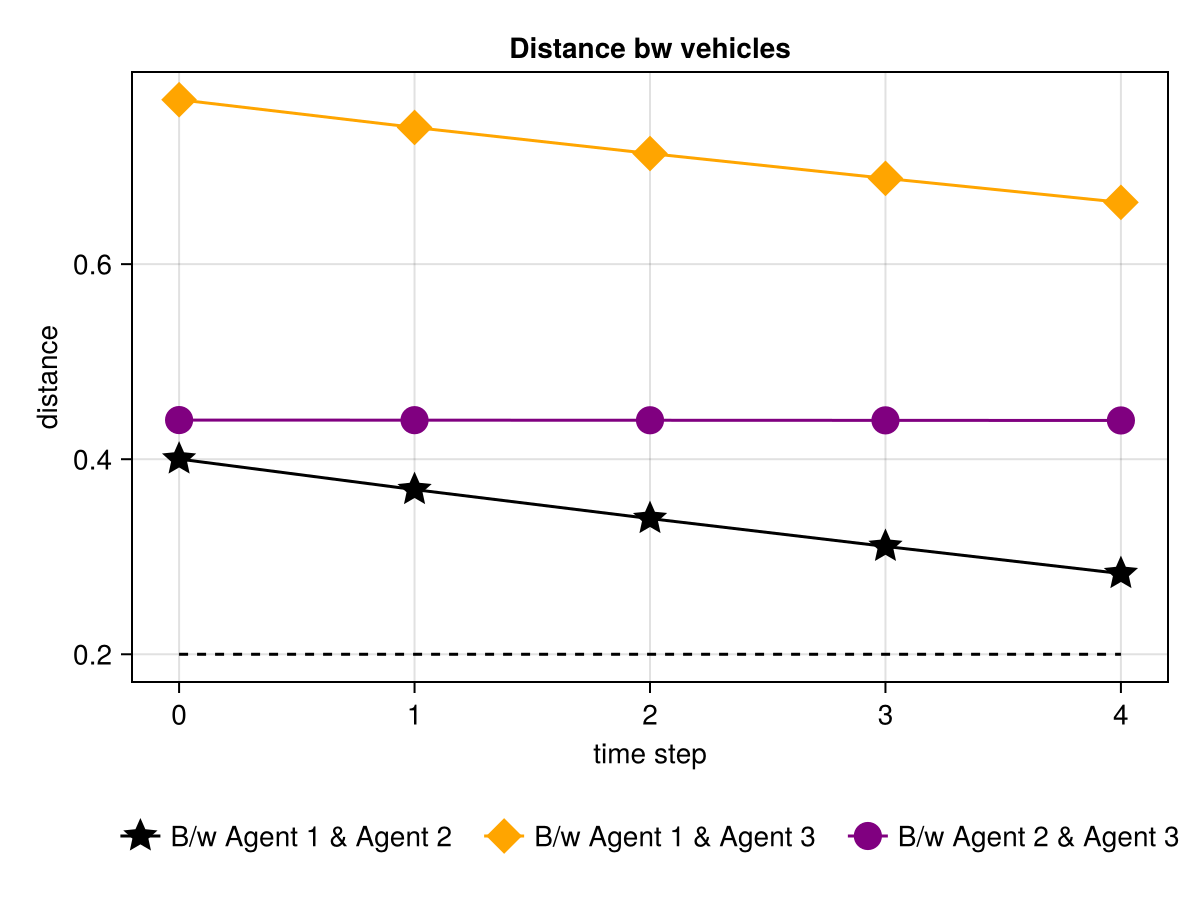 Distance bw vehicles
distance
0.6
0.4
0.2
0 1 2 3 4
time step
B/w Agent 1 & Agent 2 B/w Agent 1 & Agent 3 B/w Agent 2 & Agent 3